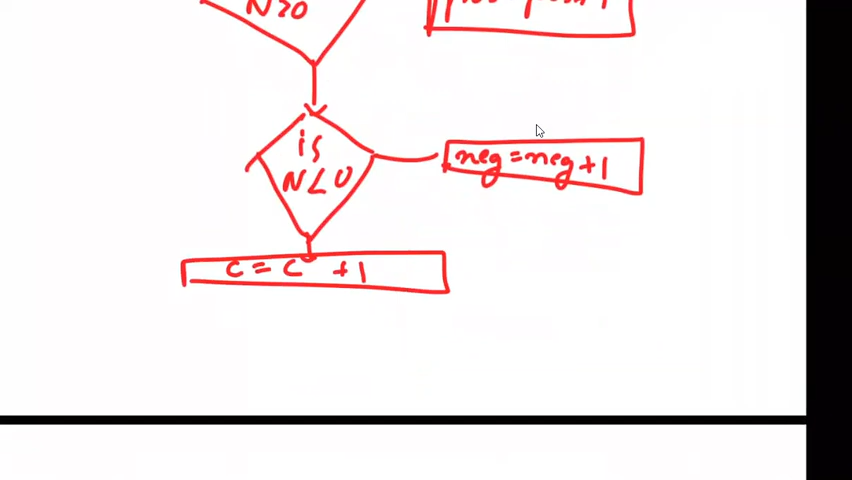 N>0
is
N<0
neg=neg+1
c = c +1